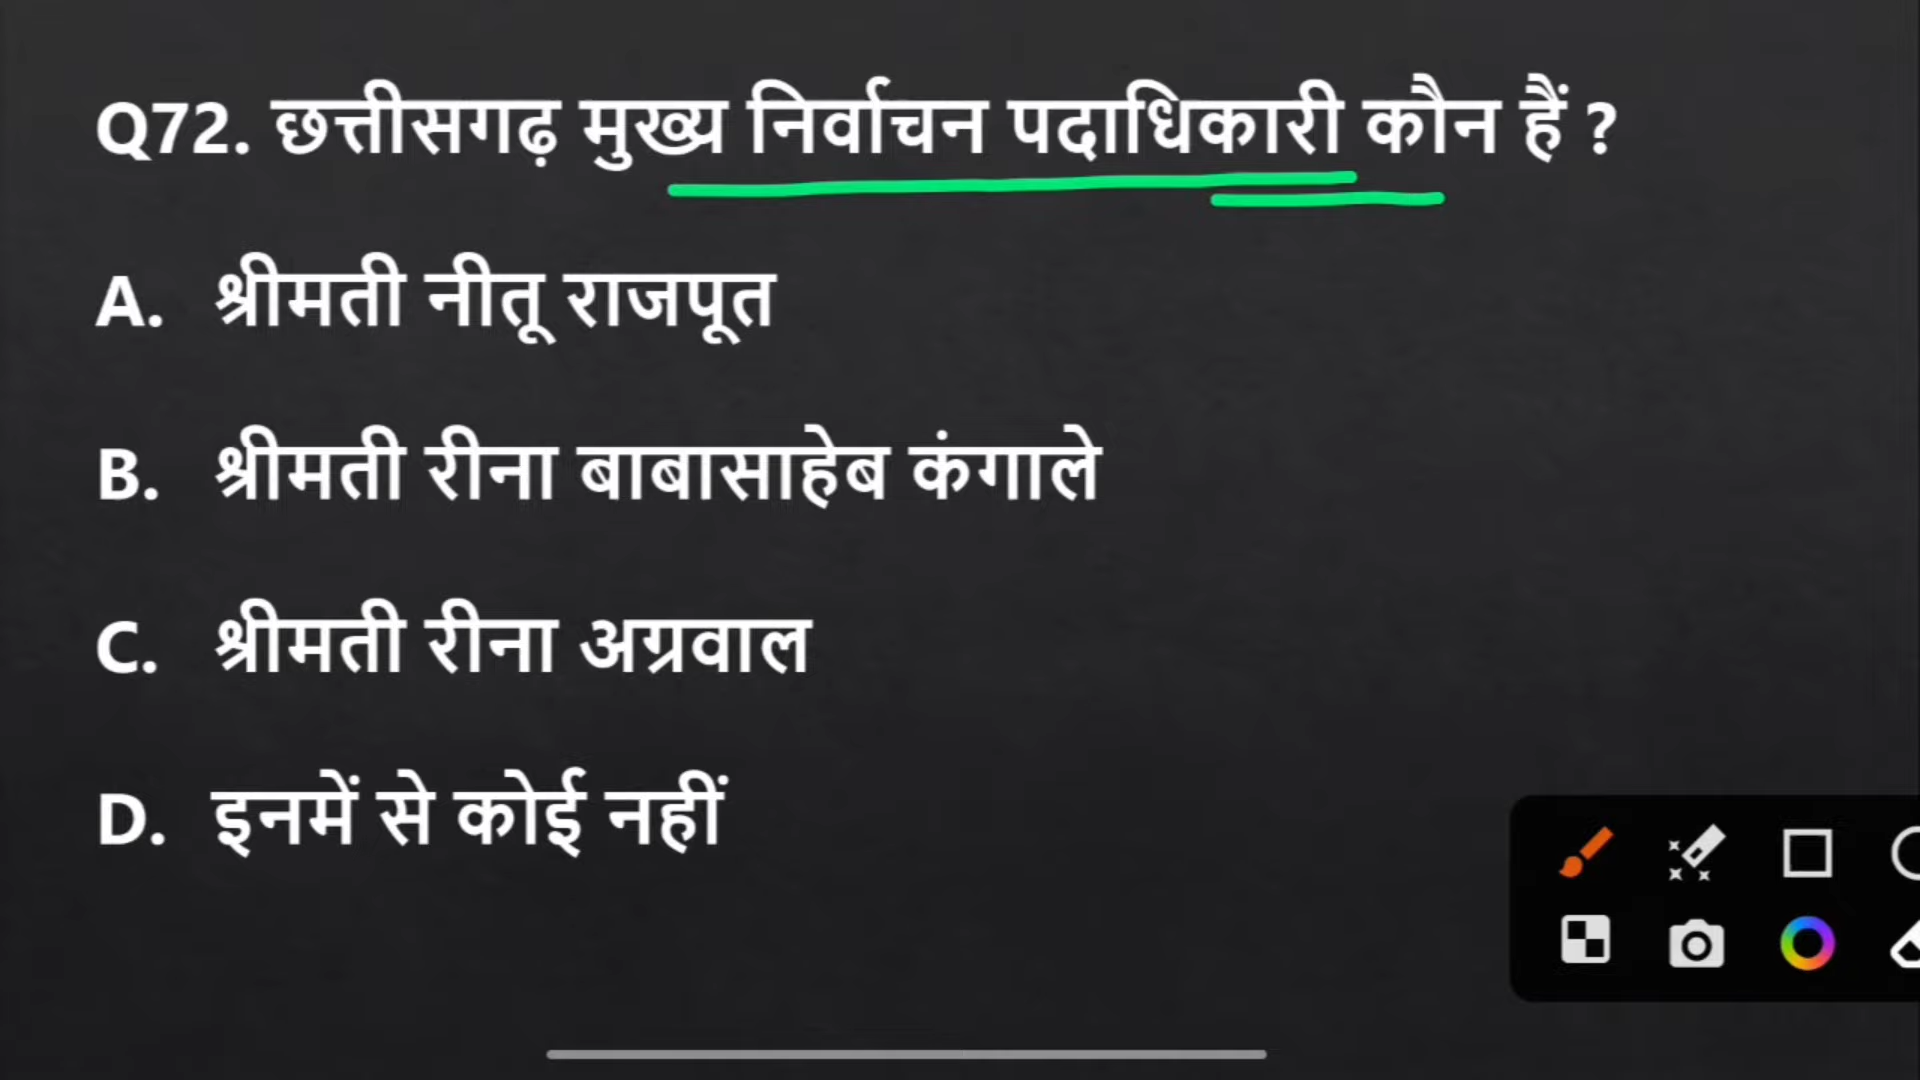 Q72. छत्तीसगढ़ मुख्य निर्वाचन पदाधिकारी कौन हैं ?
A. श्रीमती नीतू राजपूत
B. श्रीमती रीना बाबासाहेब कंगाले
C. श्रीमती रीना अग्रवाल
D. इनमें से कोई नहीं